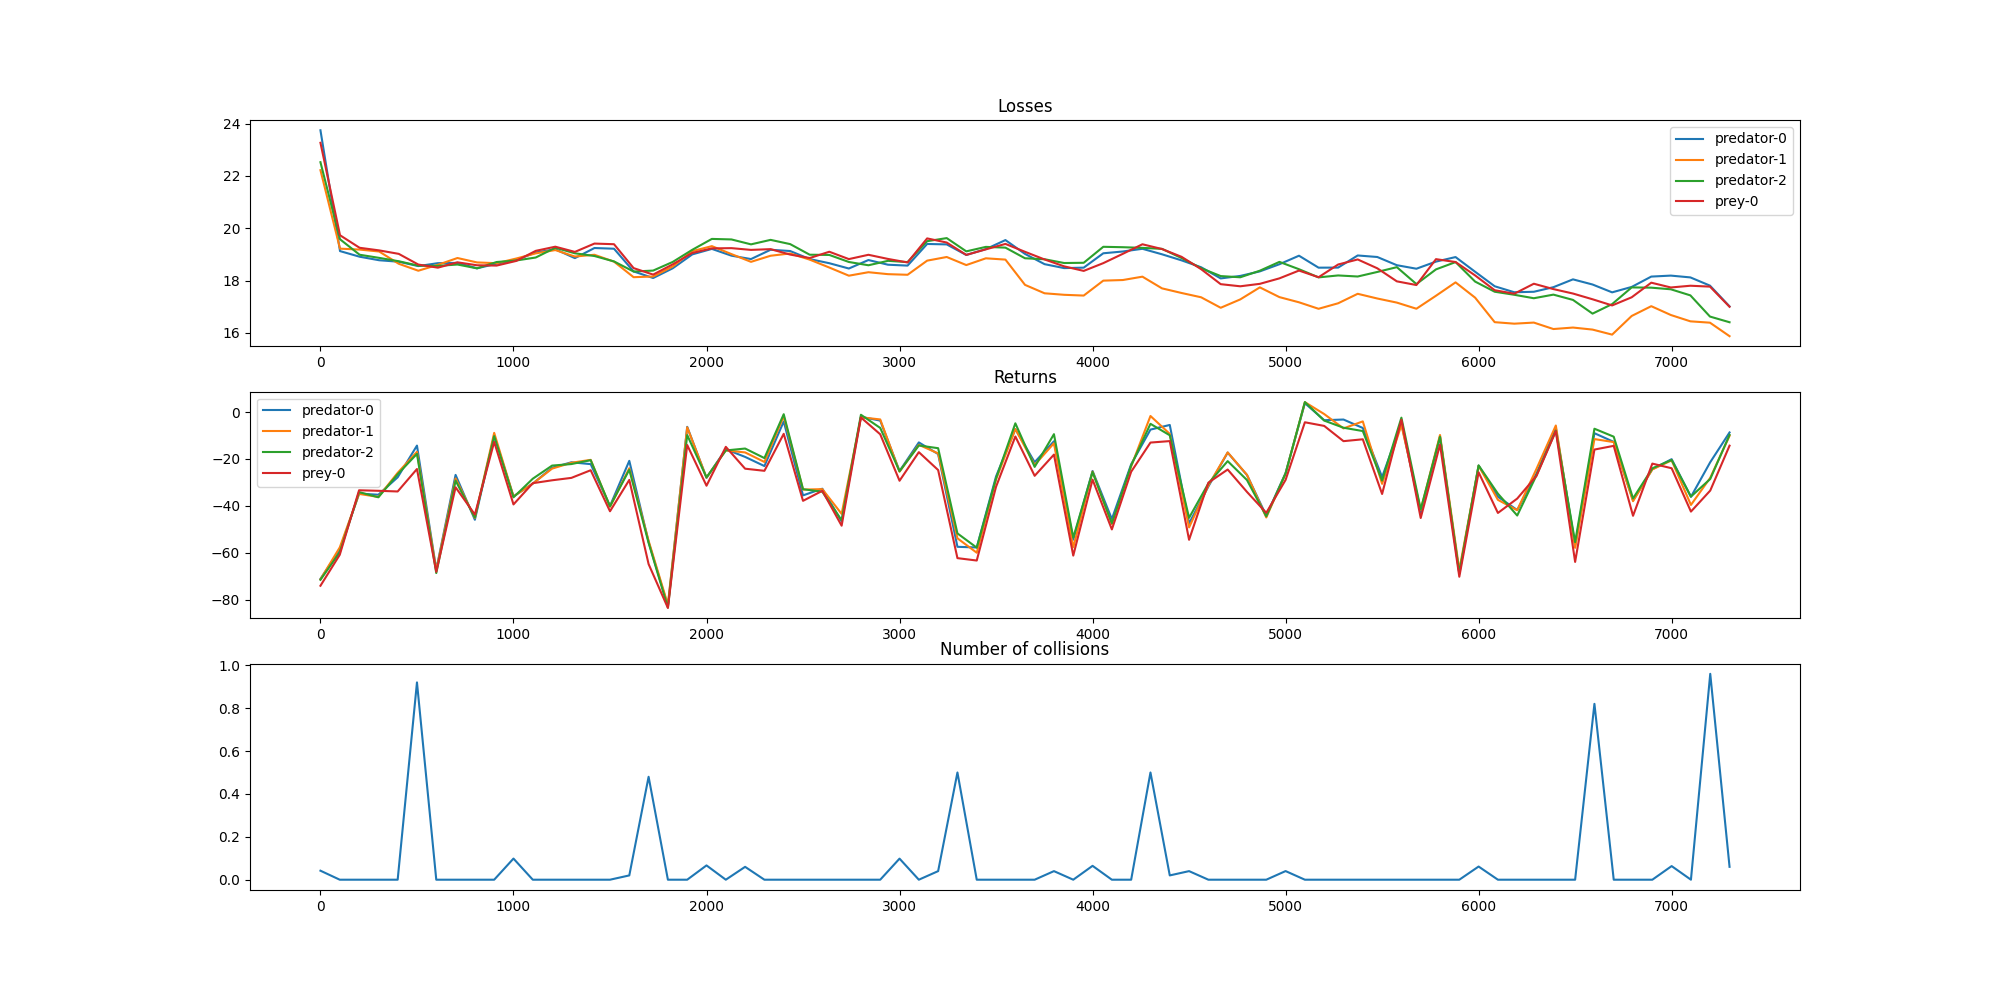 Losses
24
22
20
18
16
predator-0
predator-1
predator-2
prey-0
0 1000 2000 3000 4000 5000 6000 7000
Returns
0
−20
−40
−60
−80
predator-0
predator-1
predator-2
prey-0
0 1000 2000 3000 4000 5000 6000 7000
Number of collisions
1.0
0.8
0.6
0.4
0.2
0.0
0 1000 2000 3000 4000 5000 6000 7000